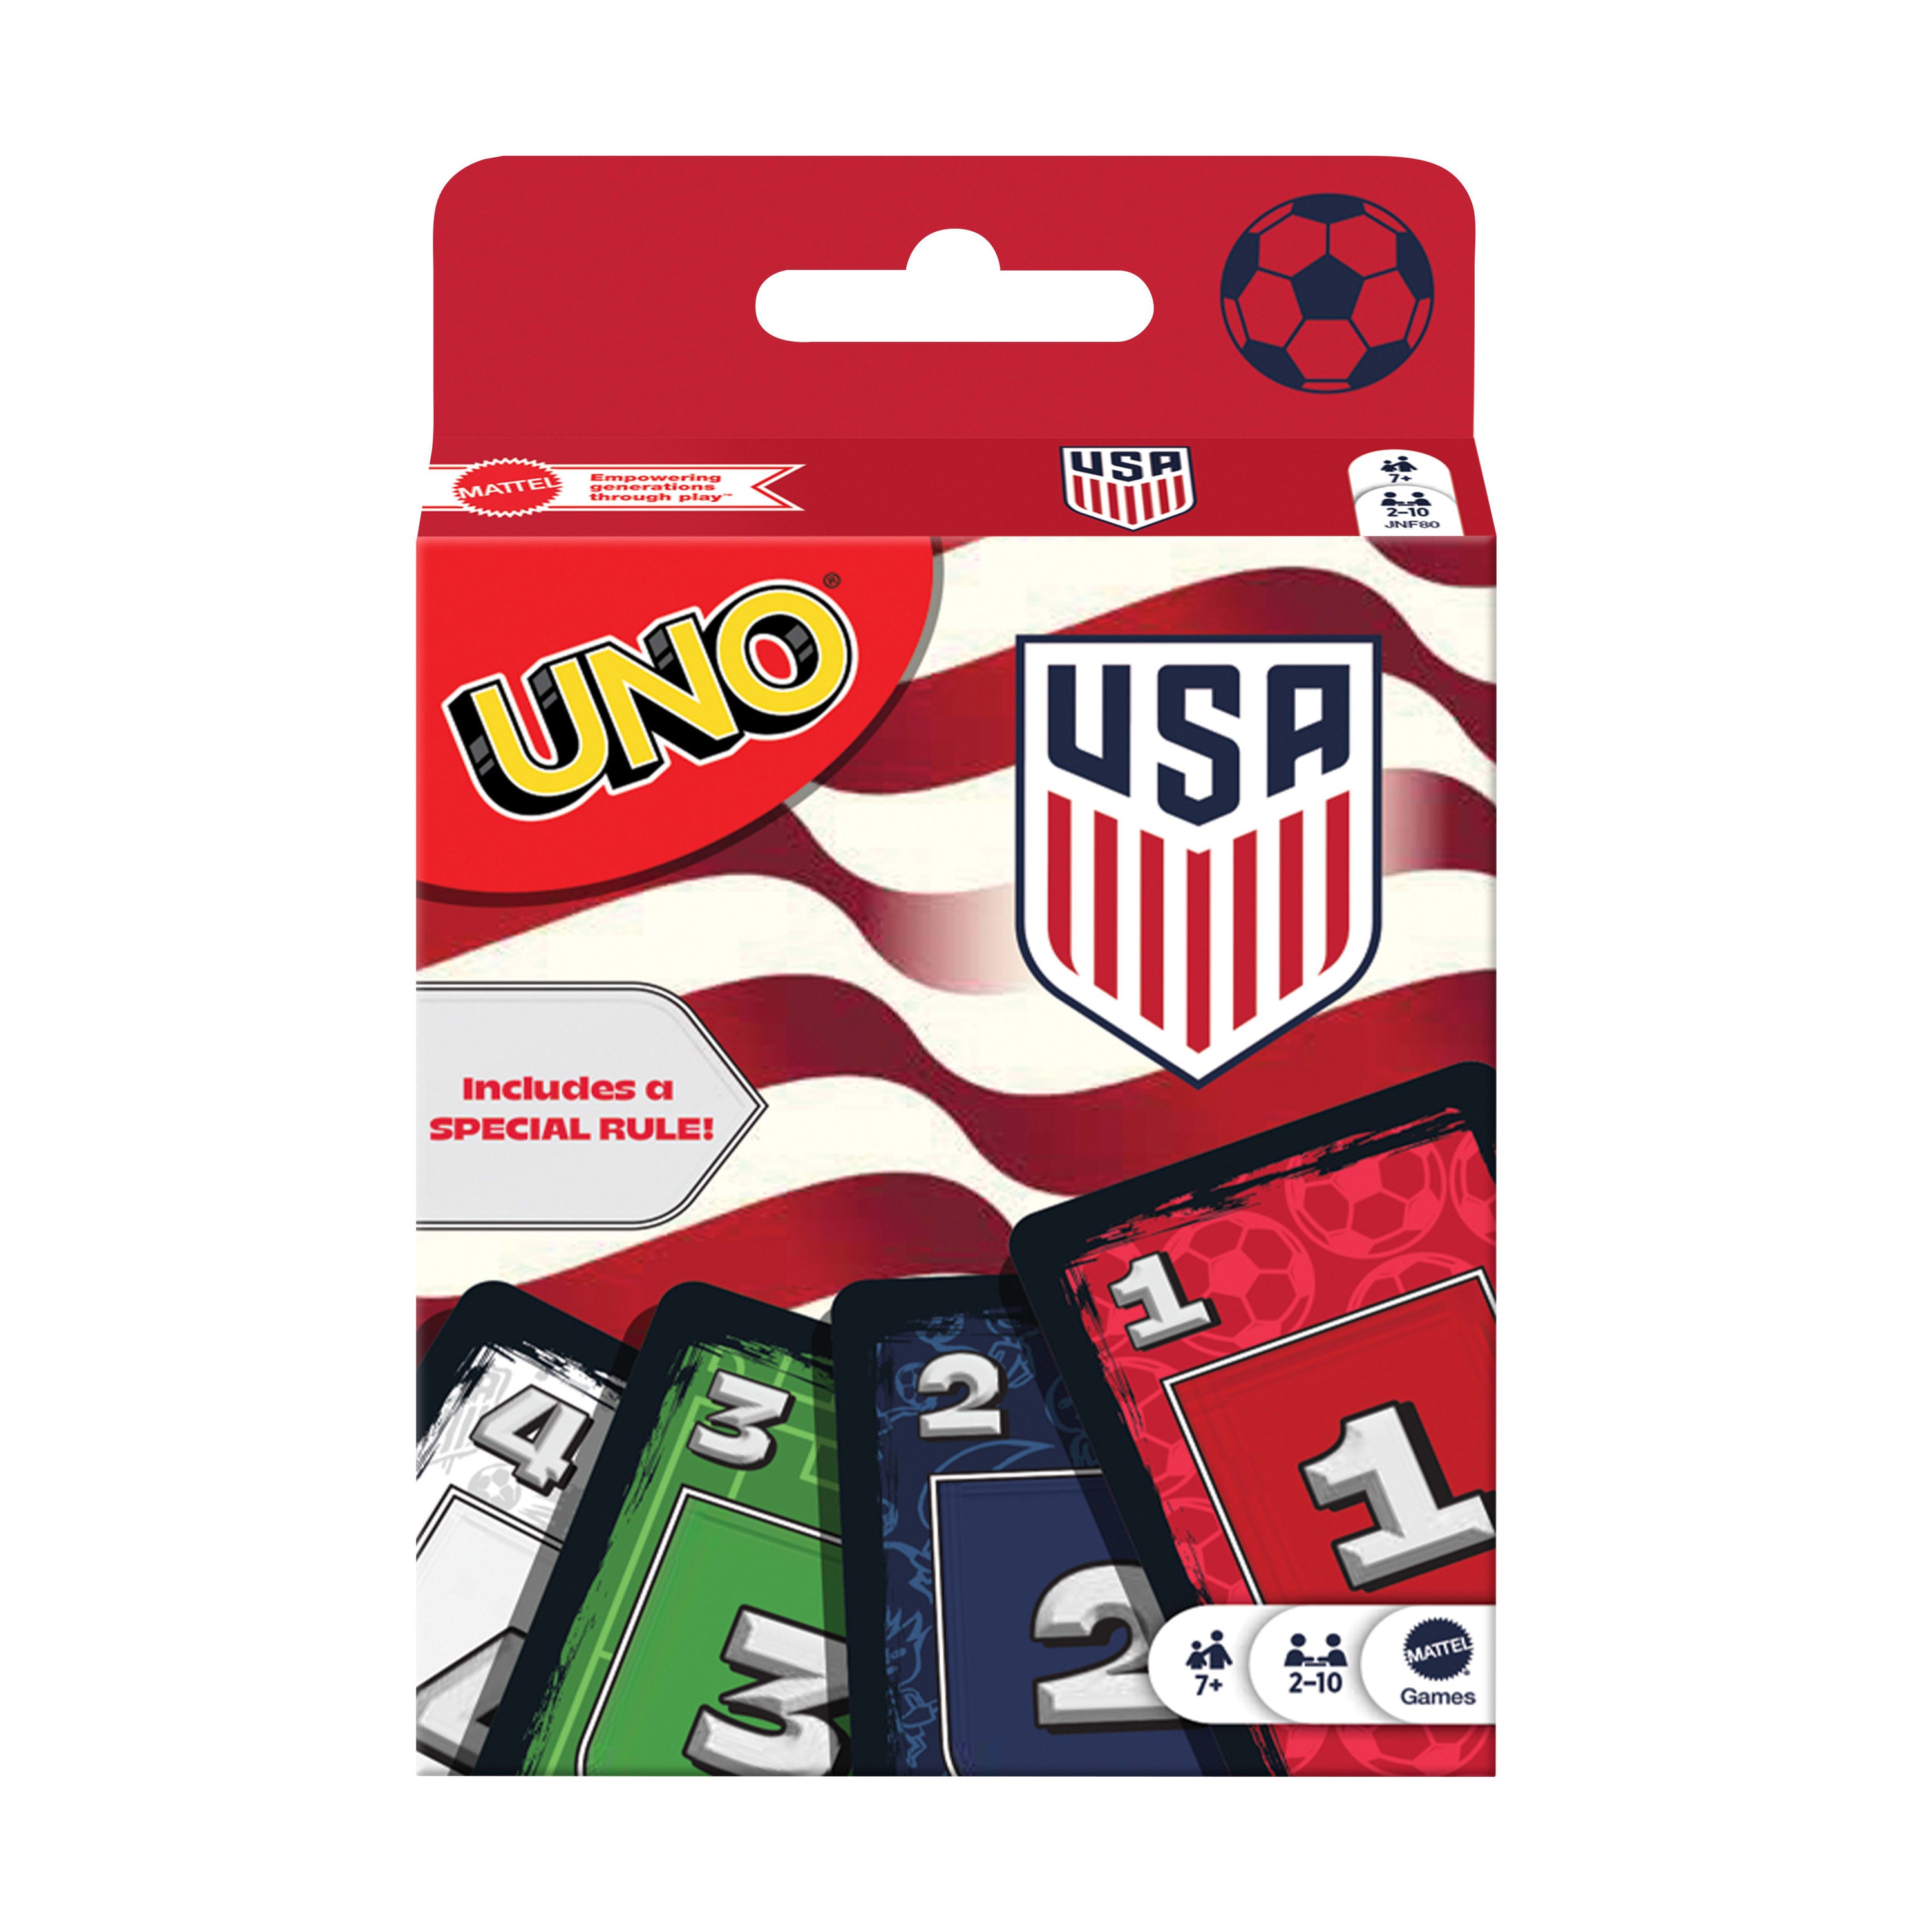 MATTEL
Empowering
generations
through play™
USA
7+
2–10
JNF80
UNO®
USA
Includes a
SPECIAL RULE!
1
4
3
2
1
4
3
2
7+
2–10
MATTEL
Games